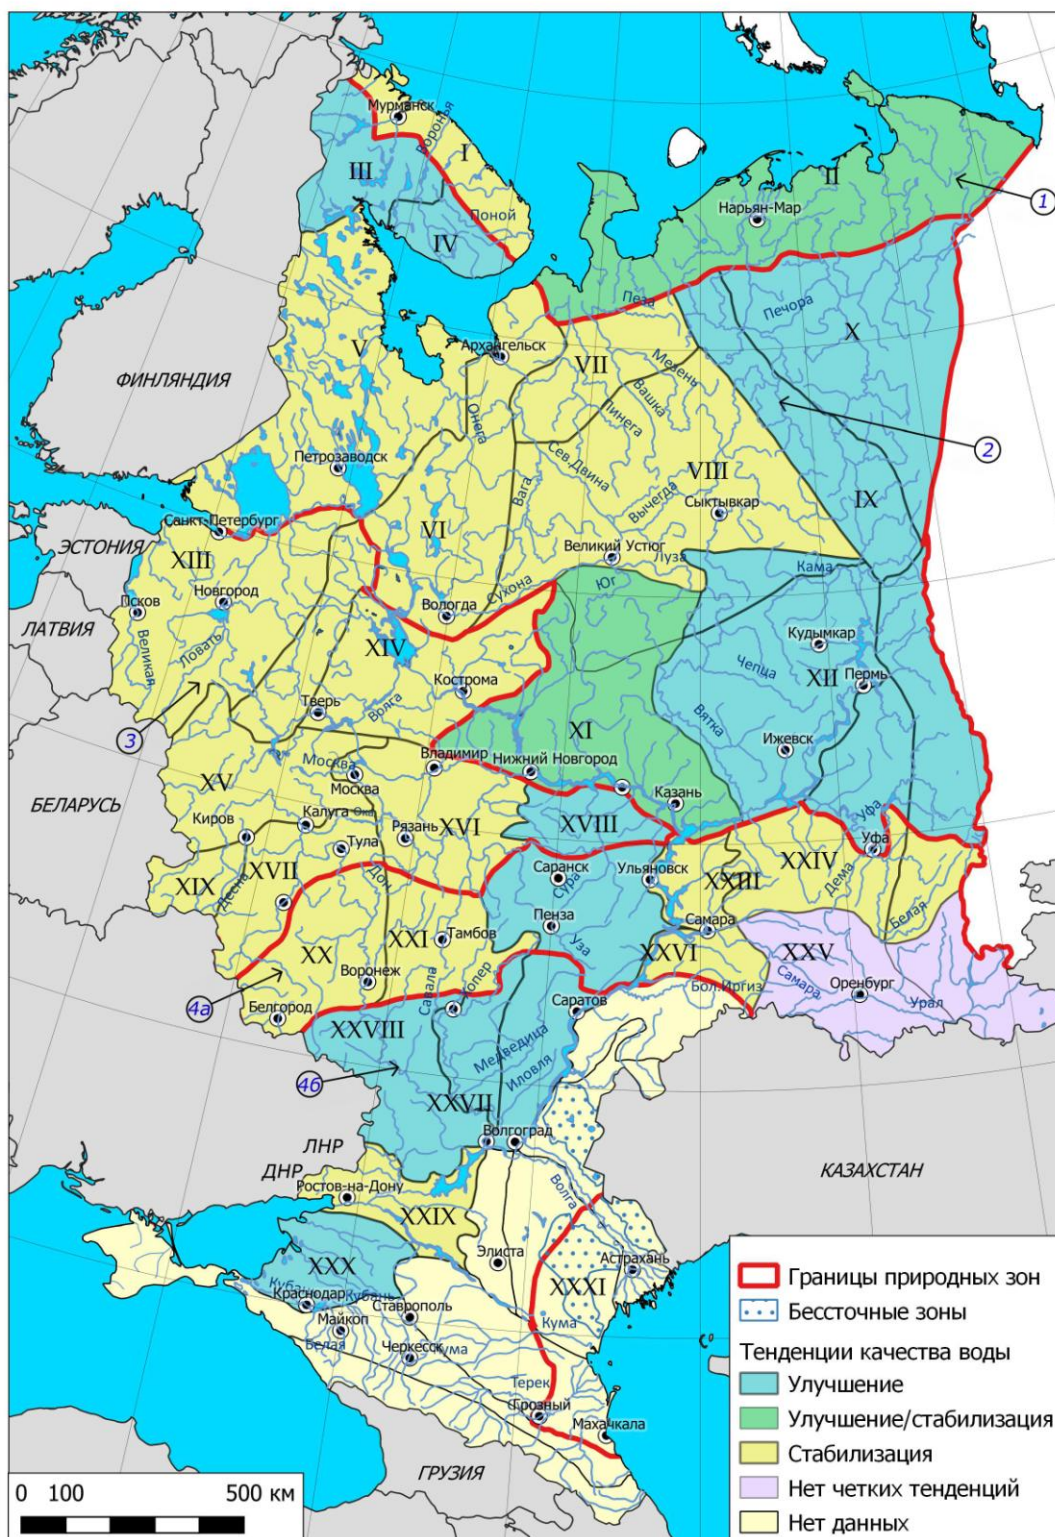 Мурманск
Воронья
I
II
III
1
Нарьян-Мар
Поной
IV
Пеза
Печора
X
Архангельск
V
VII
Мезень
ФИНЛЯНДИЯ
Вашка
Онега
Пинега
2
Сев.Двина
Петрозаводск
VIII
Вага
Вычегда
Сыктывкар
IX
Санкт-Петербург
ЭСТОНИЯ
XIII
VI
Великий Устюг
Луза
Кама
Юг
Сухона
Псков
Новгород
Вологда
ЛАТВИЯ
Великая
Ловать
XIV
Кудымкар
Чепца
XII
Пермь
Кострома
Тверь
Волга
Вятка
3
XI
Ижевск
Москва
Владимир
Нижний Новгород
XV
Москва
Казань
БЕЛАРУСЬ
Киров
Калуга
Ока
Рязань
XVI
XVIII
Уфа
Тула
Уфа
XVII
XIX
Дон
Саранск
Ульяновск
XXIV
Десна
Сура
XXIII
Дема
Белая
Пенза
Самара
XX
XXI
Тамбов
Уза
XXVI
XXV
Воронеж
Савала
Хопер
Бол.Иргиз
Самара
Оренбург
Урал
4а
Белгород
Саратов
XXVIII
Медведица
Иловля
4б
XXVII
Волгоград
ЛНР
ДНР
КАЗАХСТАН
Ростов-на-Дону
Волга
XXIX
Элиста
Астрахань
XXX
XXXI
Кубань
Кубань
Краснодар
Ставрополь
Майкоп
Кума
Белая
Черкесск
Кума
Терек
Грозный
Махачкала
ГРУЗИЯ
Границы природных зон
Бессточные зоны
Тенденции качества воды
Улучшение
Улучшение/стабилизация
Стабилизация
Нет четких тенденций
Нет данных
0 100 500 км